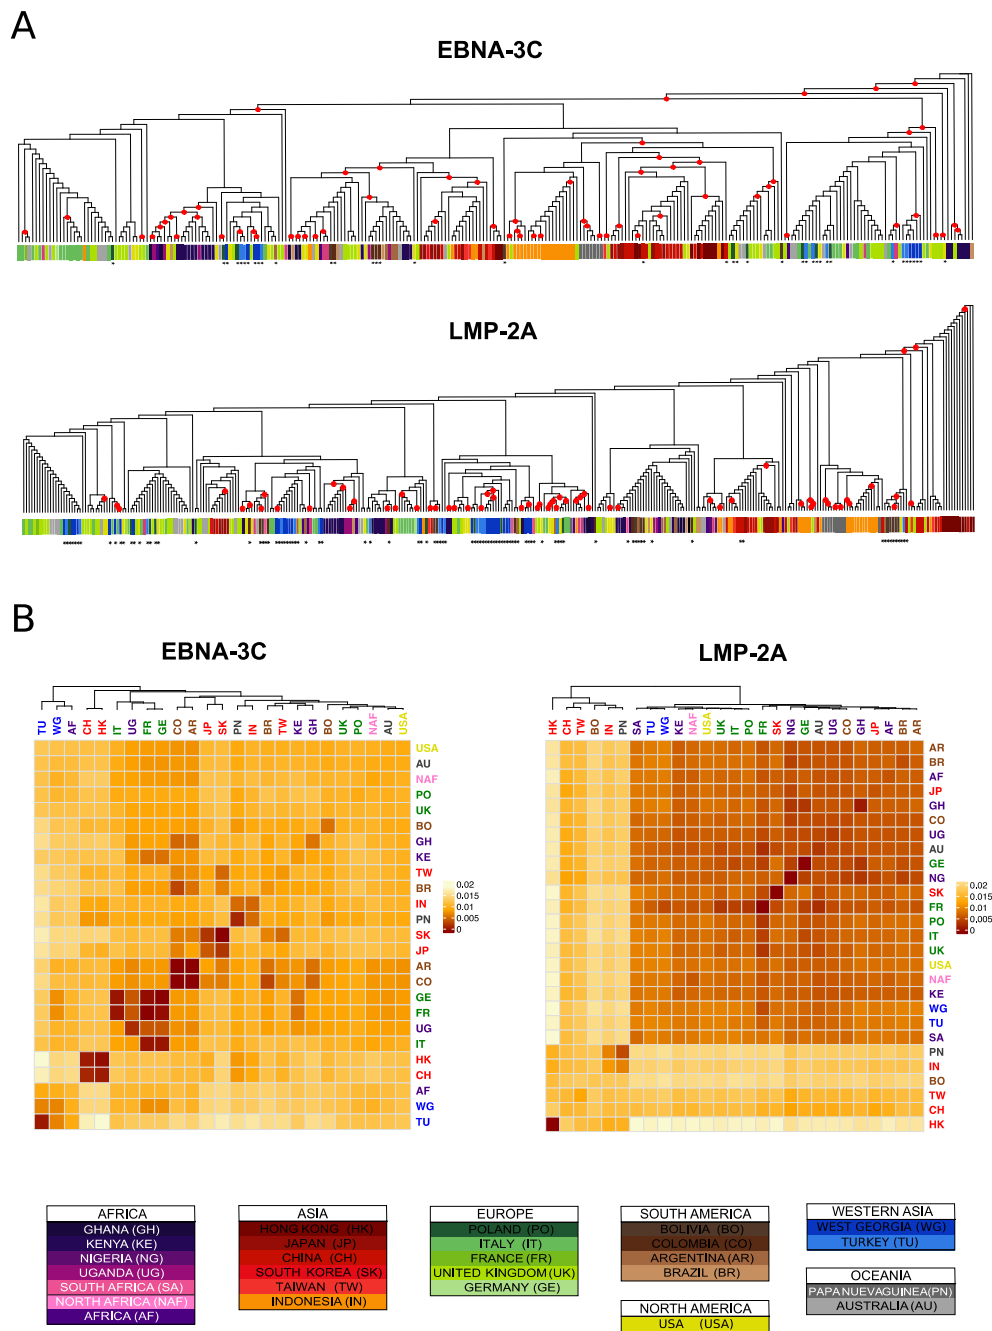 A
EBNA-3C
LMP-2A
B
EBNA-3C
LMP-2A
TU WG AF CH HK IT UG FR GE CO AR JP SK PN IN BR TW KE GH BO UK PO NAF AU USA
HK CH TW BO IN PN SA TU WG KE NAF USA UK IT PO FR SK NG GE AU UG CO GH JP AF BR AR
USA
AU
NAF
PO
UK
BO
GH
KE
TW
BR
IN
PN
SK
JP
AR
CO
GE
FR
UG
IT
HK
CH
AF
WG
TU
0.02
0.015
0.01
0.005
0
AR
BR
AF
JP
GH
CO
UG
AU
GE
NG
SK
FR
PO
IT
UK
USA
NAF
KE
WG
TU
SA
PN
IN
BO
TW
CH
HK
0.02
0.015
0.01
0.005
0
AFRICA
GHANA (GH)
KENYA (KE)
NIGERIA (NG)
UGANDA (UG)
SOUTH AFRICA (SA)
NORTH AFRICA (NAF)
AFRICA (AF)
ASIA
HONG KONG (HK)
JAPAN (JP)
CHINA (CH)
SOUTH KOREA (SK)
TAIWAN (TW)
INDONESIA (IN)
EUROPE
POLAND (PO)
ITALY (IT)
FRANCE (FR)
UNITED KINGDOM (UK)
GERMANY (GE)
SOUTH AMERICA
BOLIVIA (BO)
COLOMBIA (CO)
ARGENTINA (AR)
BRAZIL (BR)
NORTH AMERICA
USA (USA)
WESTERN ASIA
WEST GEORGIA (WG)
TURKEY (TU)
OCEANIA
PAPA NUEVAGUINEA(PN)
AUSTRALIA (AU)